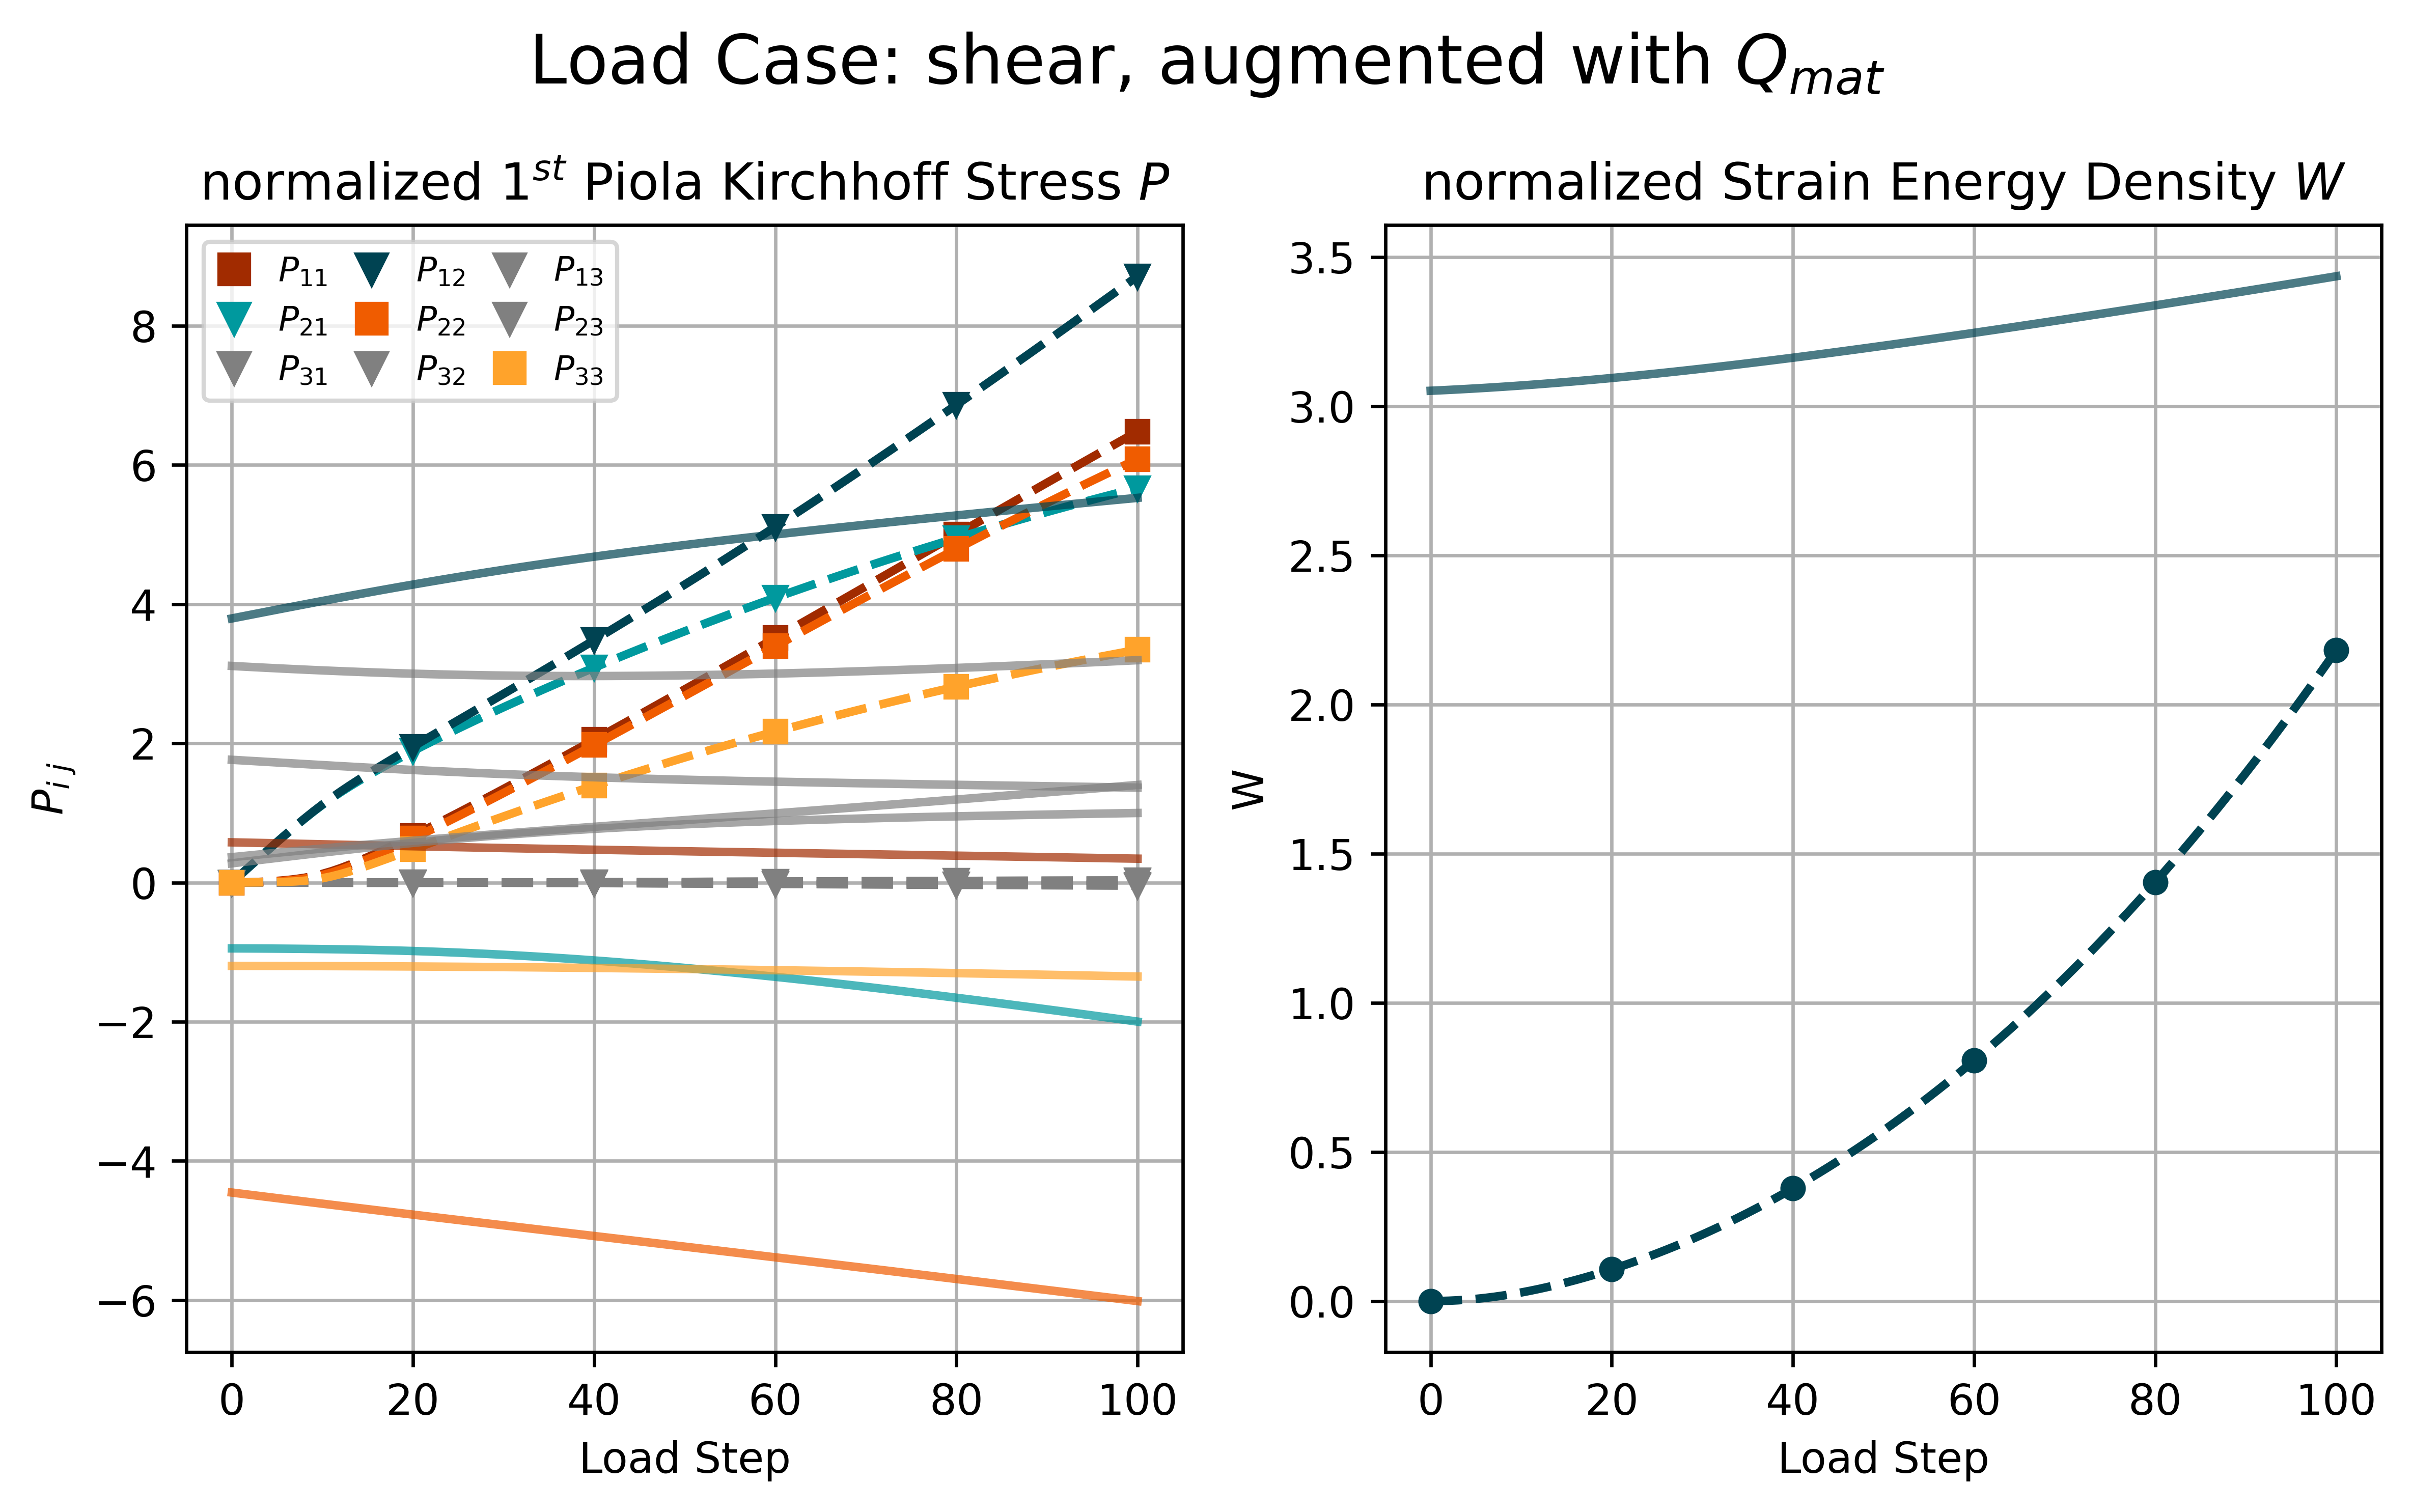 Load Case: shear, augmented with Q_mat
normalized 1^st Piola Kirchhoff Stress P
P_11 P_12 P_13
P_21 P_22 P_23
P_31 P_32 P_33
P_i j
8
6
4
2
0
−2
−4
−6
0 20 40 60 80 100
Load Step
normalized Strain Energy Density W
W
3.5
3.0
2.5
2.0
1.5
1.0
0.5
0.0
0 20 40 60 80 100
Load Step